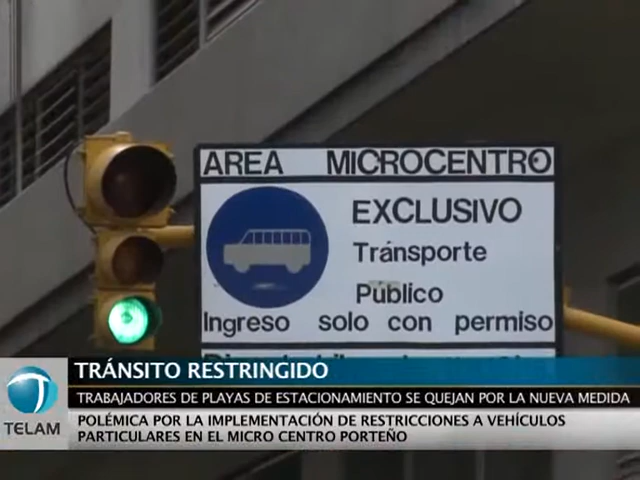 AREA MICROCENTRO
EXCLUSIVO
Tránsporte
Público
Ingreso solo con permiso
TRÁNSITO RESTRINGIDO
TRABAJADORES DE PLAYAS DE ESTACIONAMIENTO SE QUEJAN POR LA NUEVA MEDIDA
TELAM
POLÉMICA POR LA IMPLEMENTACIÓN DE RESTRICCIONES A VEHÍCULOS
PARTICULARES EN EL MICRO CENTRO PORTEÑO